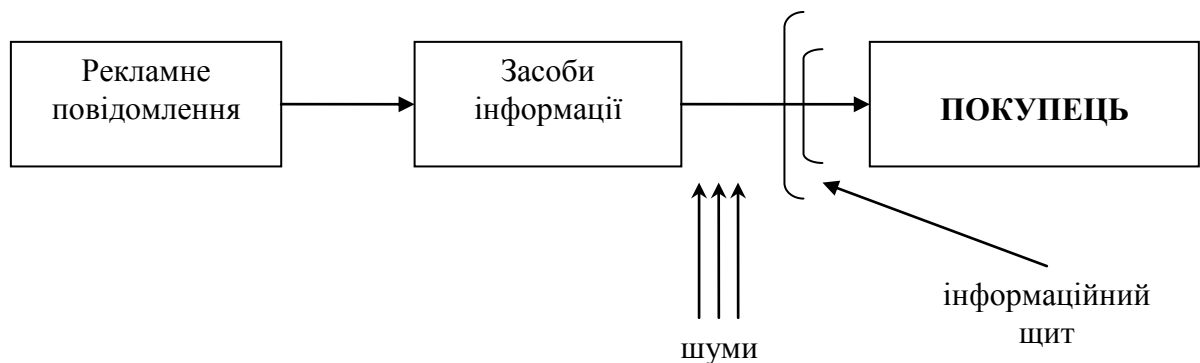 Рекламне
повідомлення
Засоби
інформації
ПОКУПЕЦЬ
інформаційний
щит
шуми